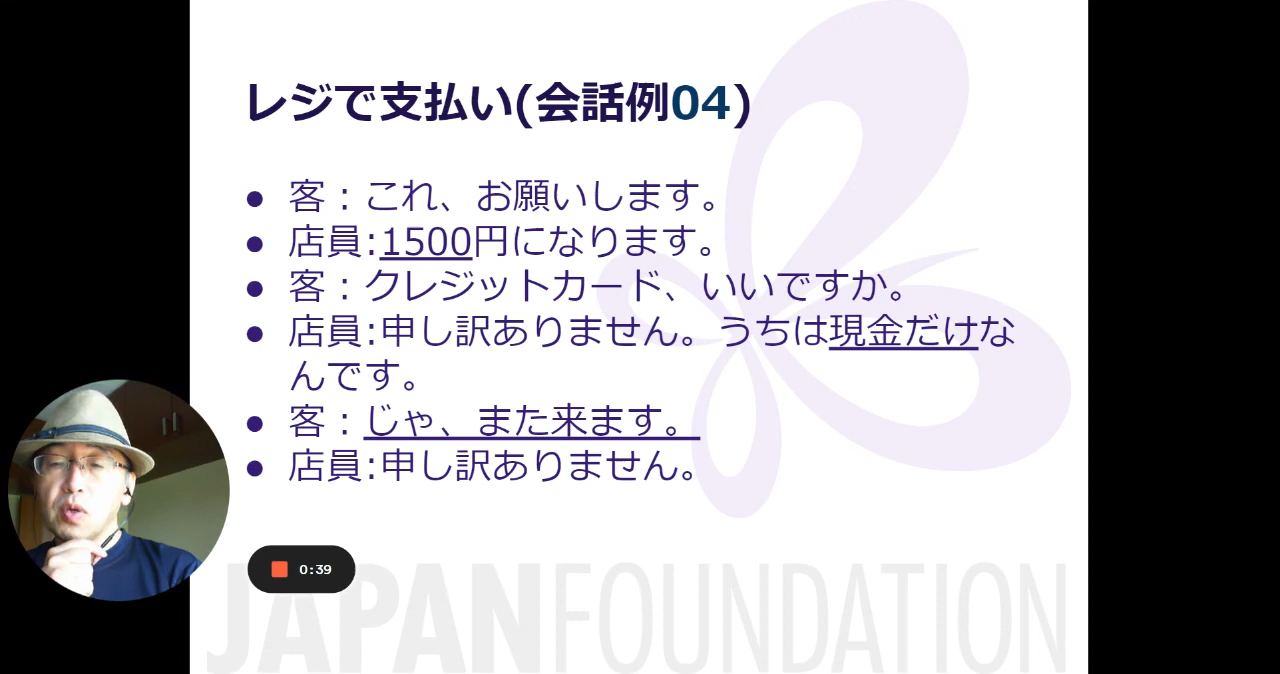 レジで支払い(会話例04)
● 客：これ、お願いします。
● 店員:1500円になります。
● 客：クレジットカード、いいですか。
● 店員:申し訳ありません。うちは現金だけな
んです。
● 客：じゃ、また来ます。
● 店員:申し訳ありません。
0:39
JAPANFOUNDATION